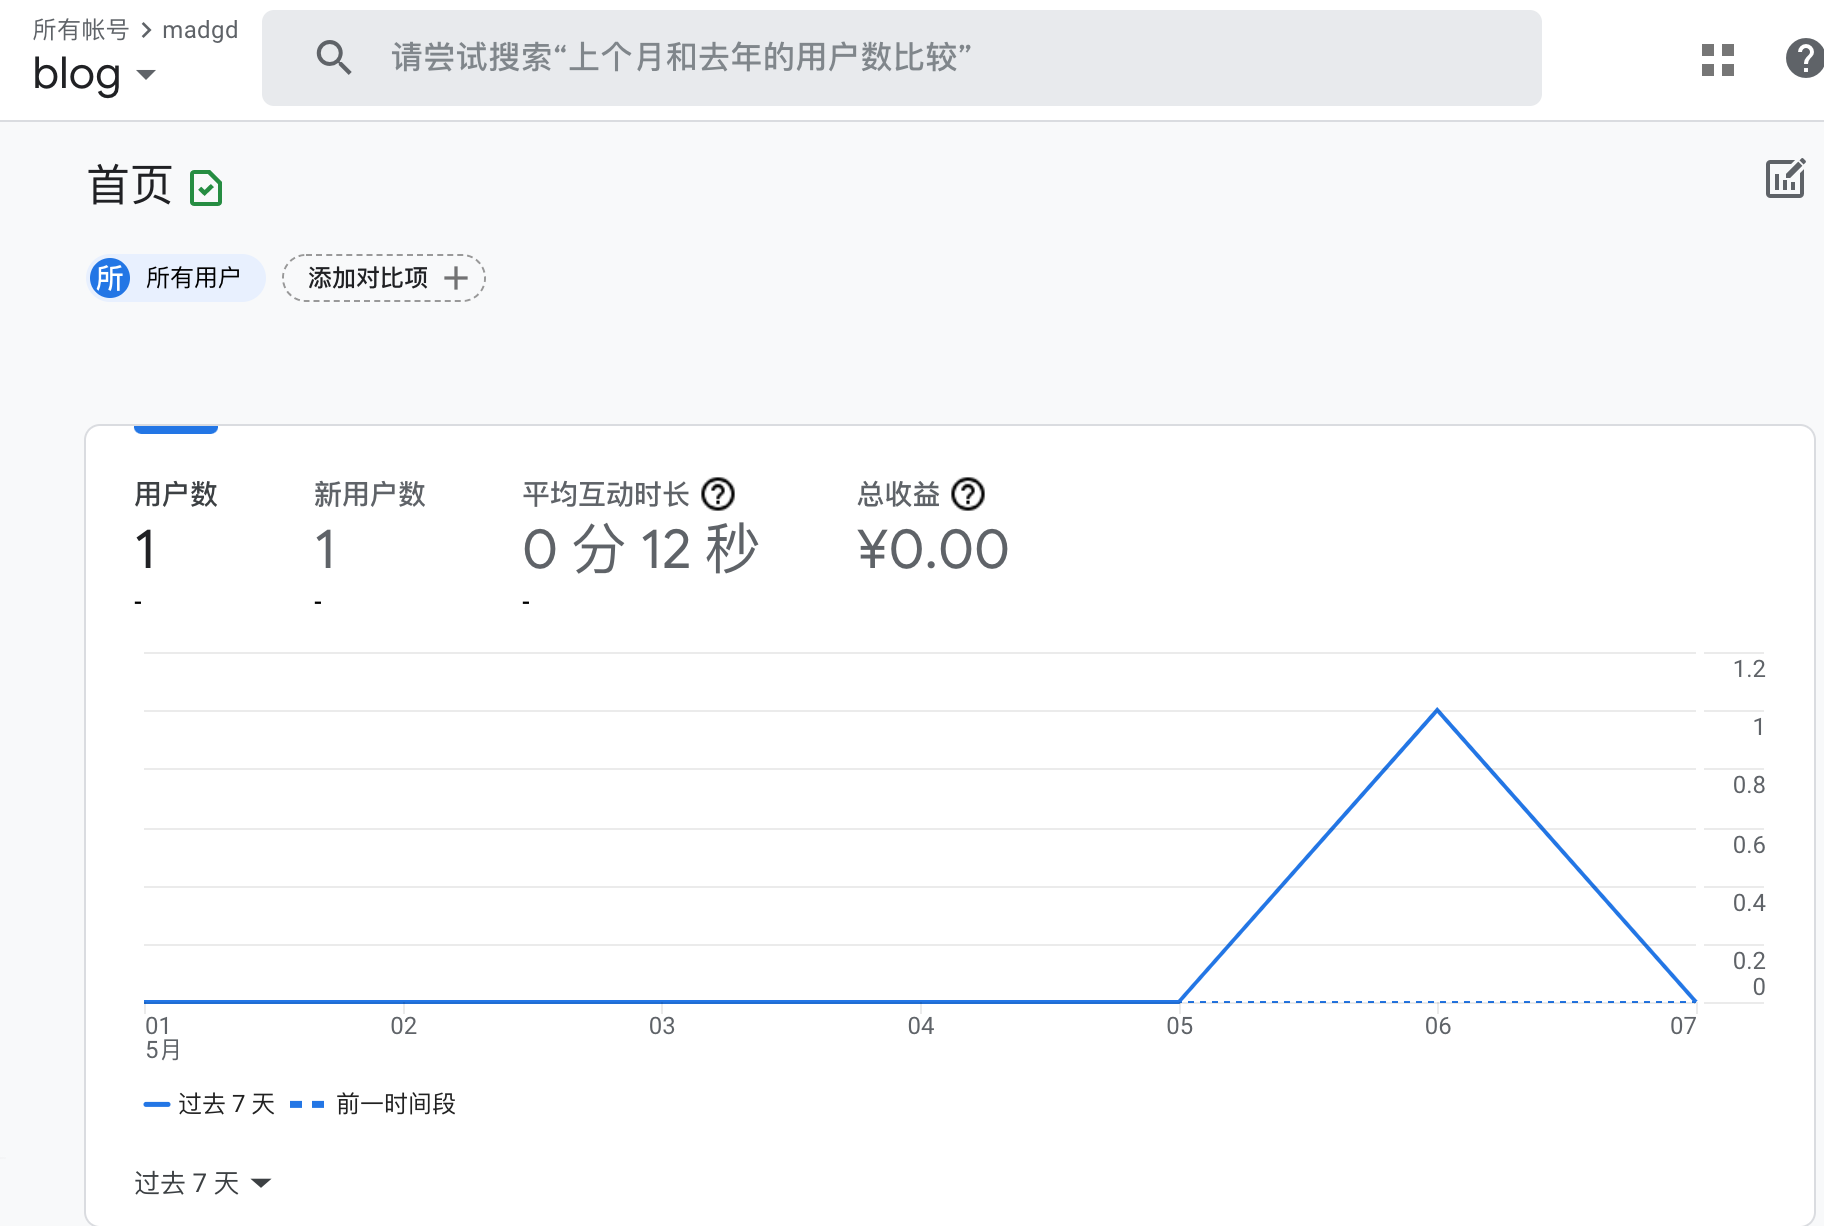 所有帐号 > madgd
blog
请尝试搜索“上个月和去年的用户数比较”
首页
所 所有用户
添加对比项 +
用户数 新用户数 平均互动时长 总收益
1 1 0 分 12 秒 ¥0.00
- - -
1.2
1
0.8
0.6
0.4
0.2
0
01 02 03 04 05 06 07
5月
过去 7 天 前一时间段
过去 7 天